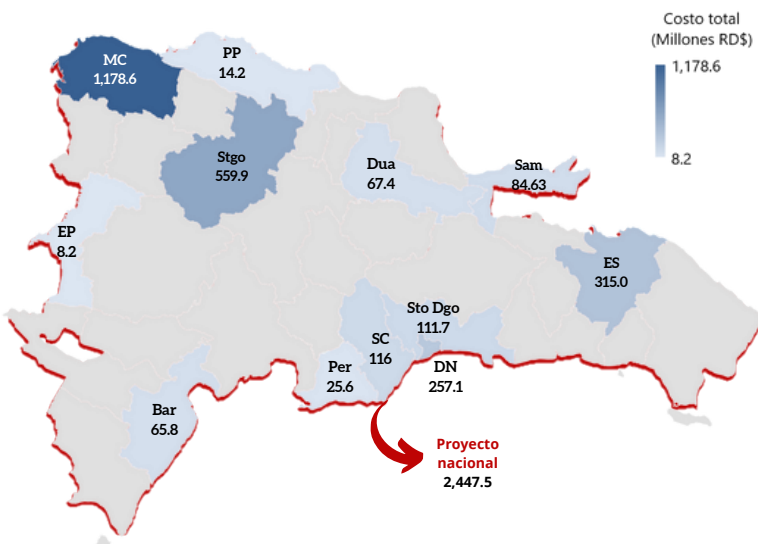 Costo total
(Millones RD$)
1,178.6
8.2
MC
1,178.6
PP
14.2
Stgo
559.9
Dua
67.4
Sam
84.63
EP
8.2
ES
315.0
Sto Dgo
111.7
SC
116
Per
25.6
DN
257.1
Bar
65.8
Proyecto
nacional
2,447.5